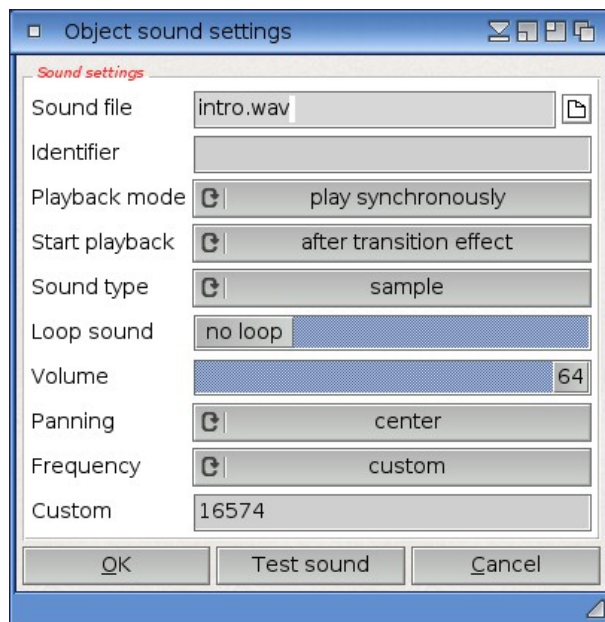 Object sound settings
Sound settings
Sound file intro.wav
Identifier
Playback mode play synchronously
Start playback after transition effect
Sound type sample
Loop sound no loop
Volume 64
Panning center
Frequency custom
Custom 16574
OK Test sound Cancel